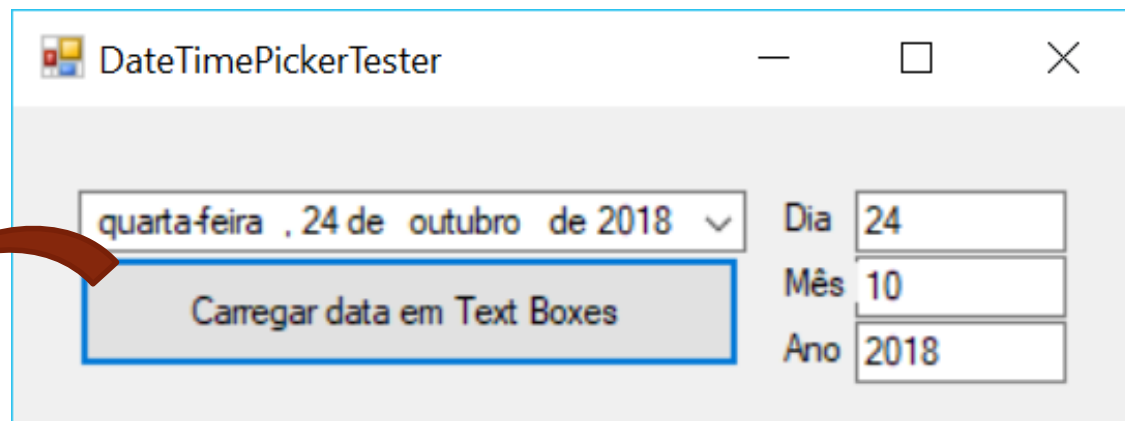 DateTimePickerTester
quarta-feira , 24 de outubro de 2018
Dia 24
Carregar data em Text Boxes
Mês 10
Ano 2018